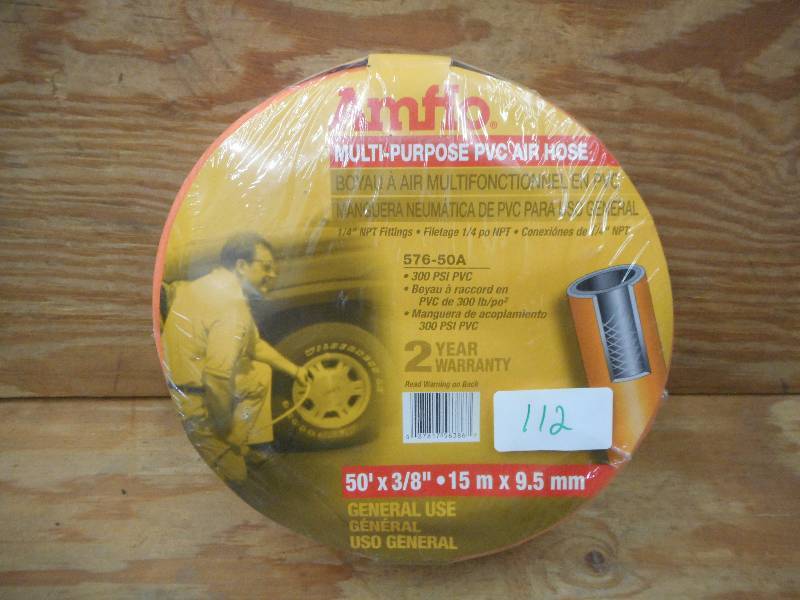 Amflo®
MULTI-PURPOSE PVC AIR HOSE
BOYAU À AIR MULTIFONCTIONNEL EN PVC
MANGUERA NEUMÁTICA DE PVC PARA USO GENERAL
1/4" NPT Fittings • Filetage 1/4 po NPT • Conexiónes de 1/4" NPT
576-50A
• 300 PSI PVC
• Boyau à raccord en
PVC de 300 lb/po²
• Manguera de acoplamiento
300 PSI PVC
2 YEAR
WARRANTY
Read Warning on Back
112
50' x 3/8" • 15 m x 9.5 mm
GENERAL USE
GÉNÉRAL
USO GENERAL